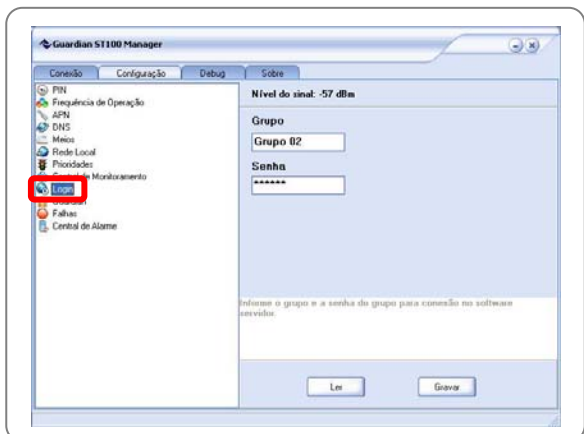 Guardian ST100 Manager
Conexão
Configuração
Debug
Sobre
PIN
Frequência de Operação
APN
DNS
Meios
Rede Local
Prioridades
Central de Monitoramento
Login
Guardian
Falhas
Central de Alarme
Nível do sinal: -57 dBm
Grupo
Grupo 02
Senha
******
Informe o grupo e a senha do grupo para conexão no software
servidor.
Ler
Gravar